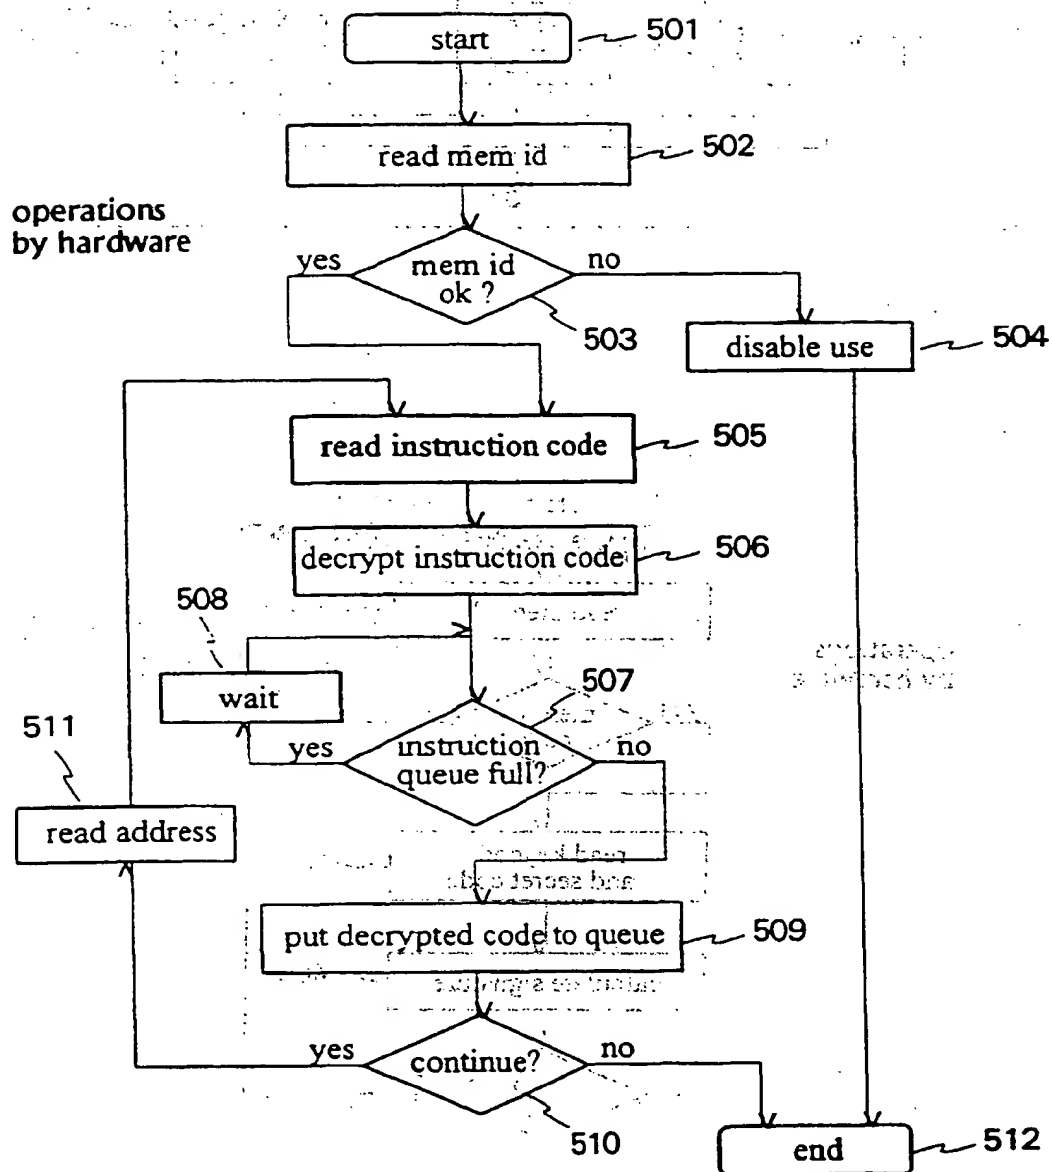 start
501
read mem id
502
operations
by hardware
yes
mem id
ok ?
no
503
disable use
504
read instruction code
505
decrypt instruction code
506
508
wait
507
yes
instruction
queue full?
no
511
read address
put decrypted code to queue
509
yes
continue?
no
510
end
512